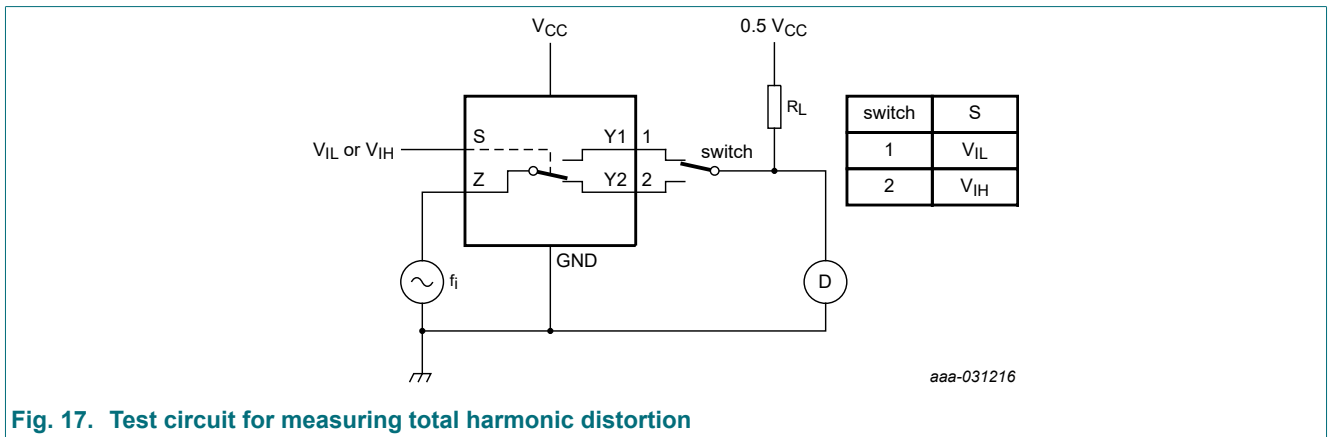 VCC
0.5 VCC
RL
switch S
1 VIL
2 VIH
S
Y1 1
switch
VIL or VIH
Z
Y2 2
GND
fi
D
aaa-031216
Fig. 17. Test circuit for measuring total harmonic distortion